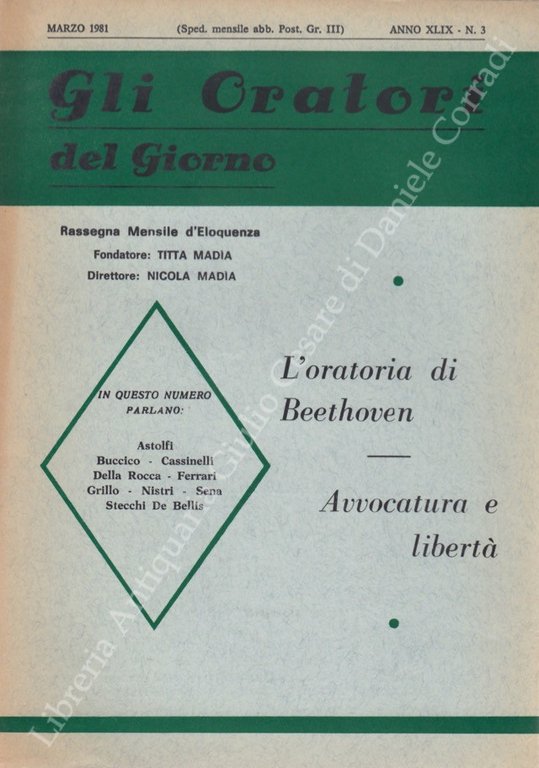 MARZO 1981 (Sped. mensile abb. Post. Gr. III) ANNO XLIX - N. 3
Gli Oratori
del Giorno
Rassegna Mensile d'Eloquenza
Fondatore: TITTA MADIA
Direttore: NICOLA MADIA
IN QUESTO NUMERO
PARLANO:
Astolfi
Buccico - Cassinelli
Della Rocca - Ferrari
Grillo - Nistri - Sena
Stecchi De Bellis
L'oratoria di
Beethoven
Avvocatura e
libertà
Libreria Antiquaria Giulio Cesare di Daniele Corradi